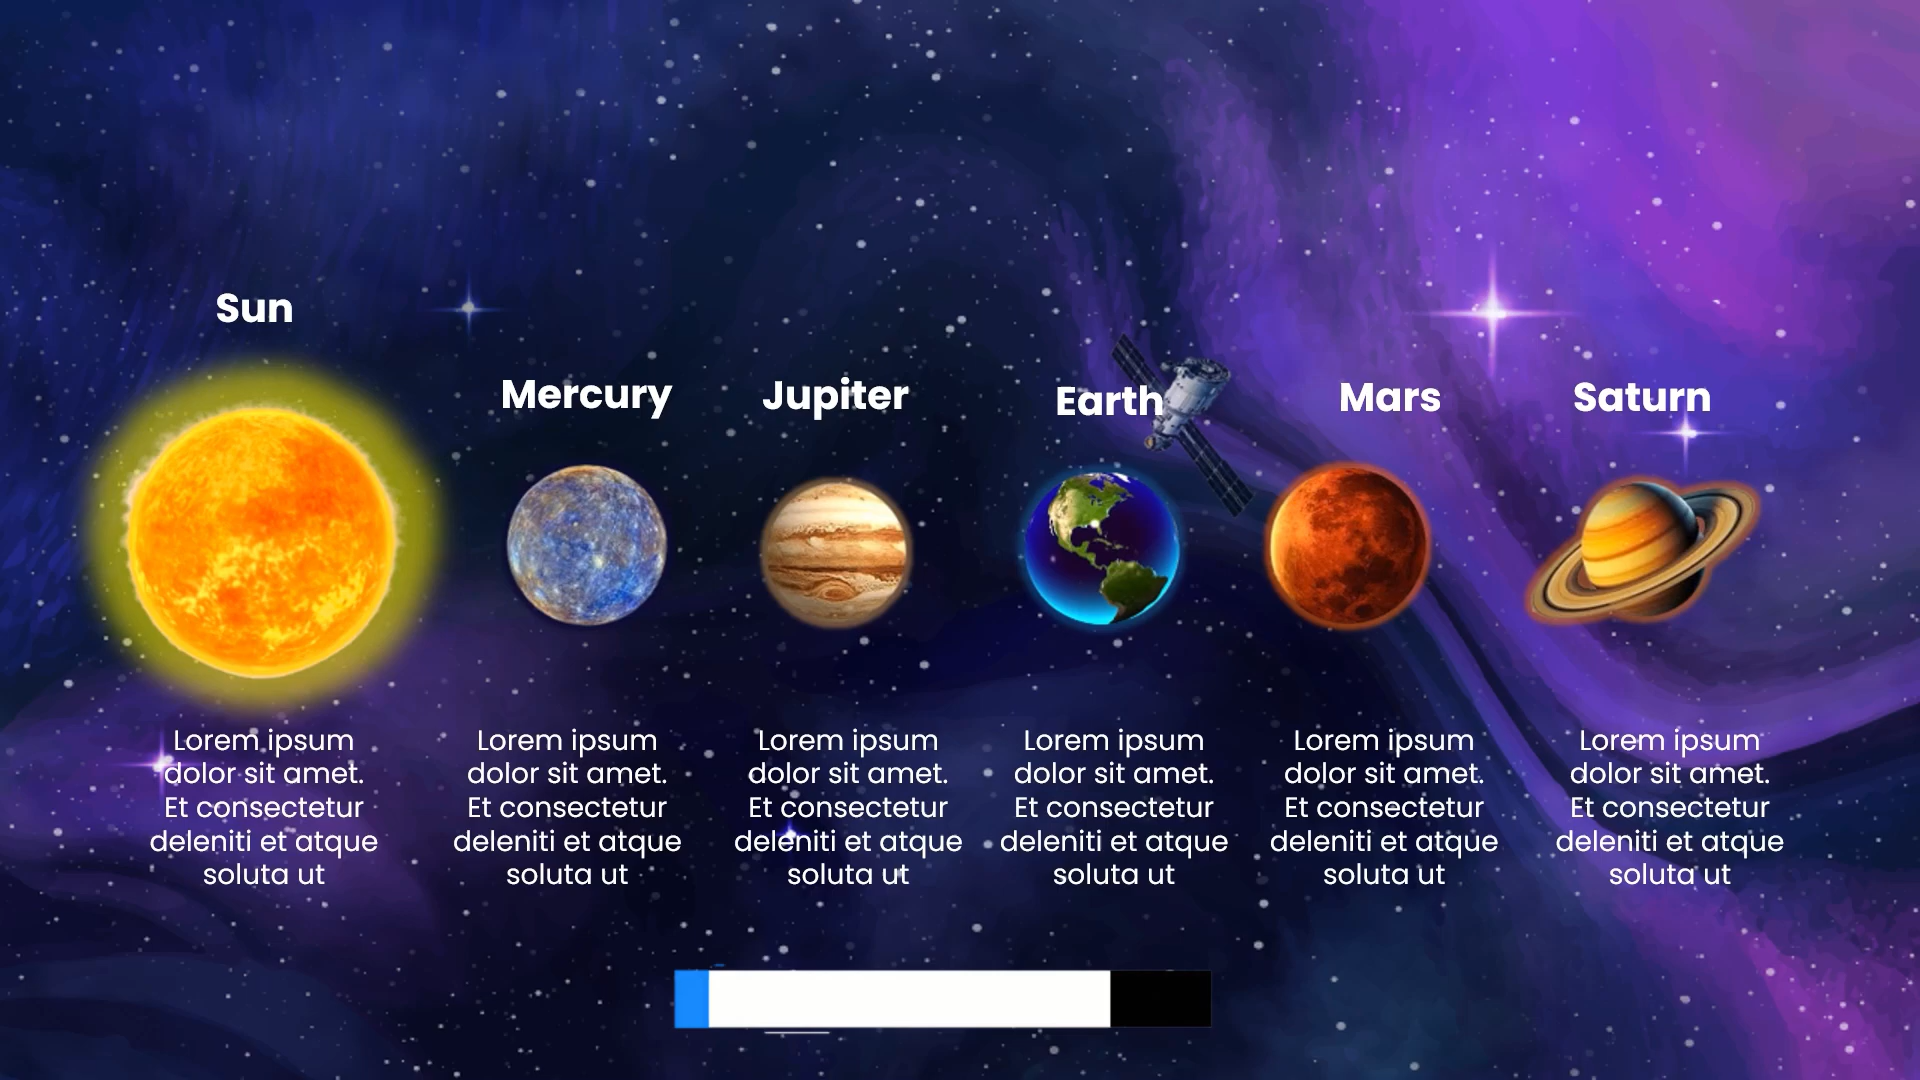 Sun
Mercury
Jupiter
Earth
Mars
Saturn
Lorem ipsum
dolor sit amet.
Et consectetur
deleniti et atque
soluta ut
Lorem ipsum
dolor sit amet.
Et consectetur
deleniti et atque
soluta ut
Lorem ipsum
dolor sit amet.
Et consectetur
deleniti et atque
soluta ut
Lorem ipsum
dolor sit amet.
Et consectetur
deleniti et atque
soluta ut
Lorem ipsum
dolor sit amet.
Et consectetur
deleniti et atque
soluta ut
Lorem ipsum
dolor sit amet.
Et consectetur
deleniti et atque
soluta ut